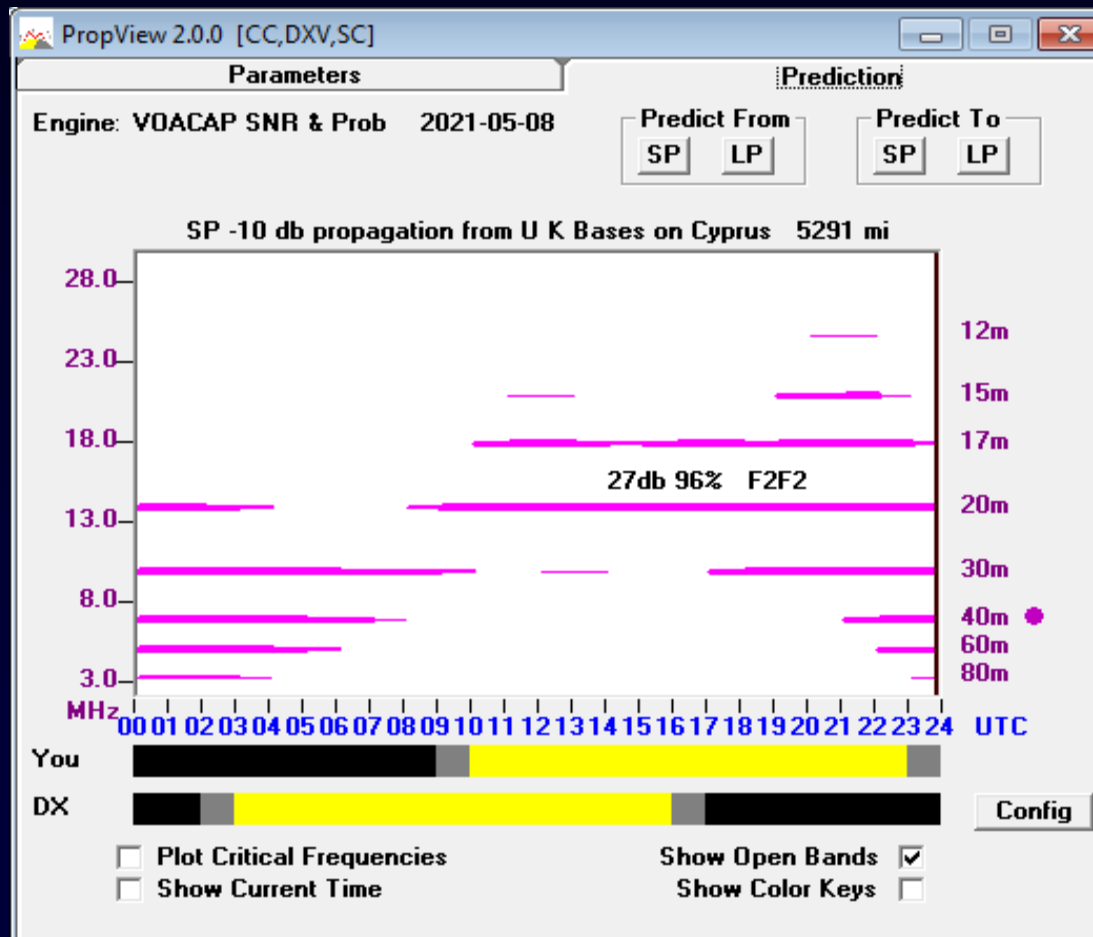 PropView 2.0.0 [CC,DXV,SC]
Parameters Prediction
Engine: VOACAP SNR & Prob 2021-05-08
Predict From Predict To
SP LP SP LP
SP -10 db propagation from U K Bases on Cyprus 5291 mi
28.0
12m
23.0
15m
18.0 17m
27db 96% F2F2
20m
13.0
30m
8.0
40m
60m
3.0 80m
MHz 00 01 02 03 04 05 06 07 08 09 10 11 12 13 14 15 16 17 18 19 20 21 22 23 24 UTC
You
DX
Config
Plot Critical Frequencies Show Open Bands
Show Current Time Show Color Keys